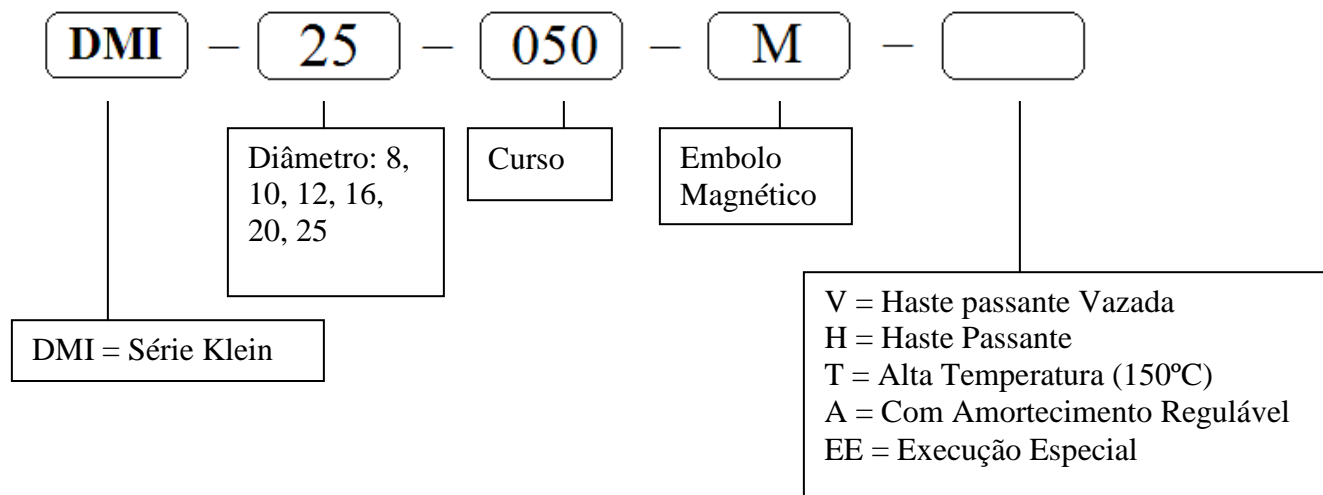 DMI – 25 – 050 – M –
Diâmetro: 8,
10, 12, 16,
20, 25
Curso
Embolo
Magnético
DMI = Série Klein
V = Haste passante Vazada
H = Haste Passante
T = Alta Temperatura (150ºC)
A = Com Amortecimento Regulável
EE = Execução Especial